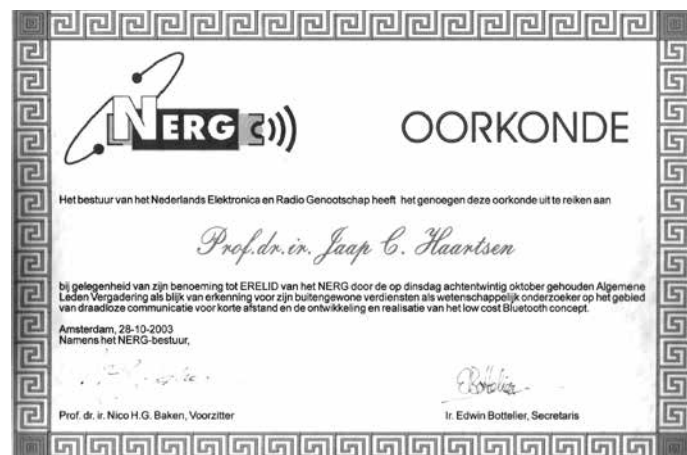 NERG
OORKONDE
Het bestuur van het Nederlands Elektronica en Radio Genootschap heeft het genoegen deze oorkonde uit te reiken aan
Prof.dr.ir. Jaap C. Haartsen
bij gelegenheid van zijn benoeming tot ERELID van het NERG door de op dinsdag achtentwintig oktober gehouden Algemene
Leden Vergadering als blijk van erkenning voor zijn buitengewone verdiensten als wetenschappelijk onderzoeker op het gebied
van draadloze communicatie voor korte afstand en de ontwikkeling en realisatie van het low cost Bluetooth concept.
Amsterdam, 28-10-2003
Namens het NERG-bestuur,
EBottelier
Prof. dr. ir. Nico H.G. Baken, Voorzitter
Ir. Edwin Bottelier, Secretaris